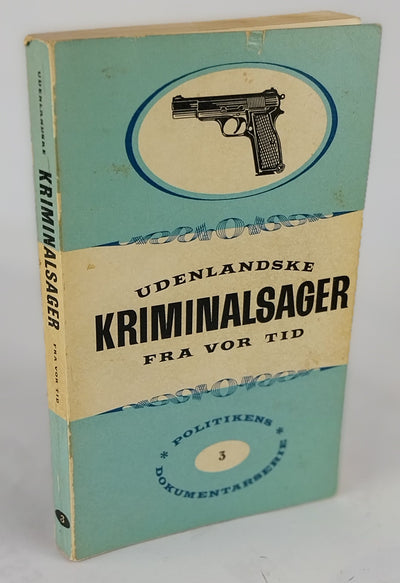 UDENLANDSKE
KRIMINALSAGER
FRA VOR TID
POLITIKENS
3
* DOKUMENTARSERIE *
UDENLANDSKE
KRIMINALSAGER
FRA VOR TID
3